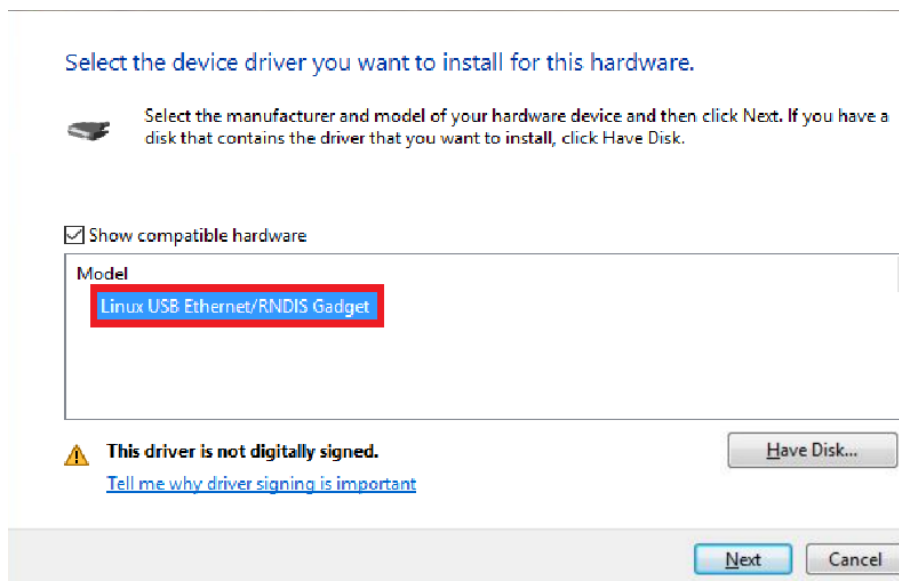 Select the device driver you want to install for this hardware.
Select the manufacturer and model of your hardware device and then click Next. If you have a
disk that contains the driver that you want to install, click Have Disk.
Show compatible hardware
Model
Linux USB Ethernet/RNDIS Gadget
This driver is not digitally signed.
Have Disk...
Tell me why driver signing is important
Next
Cancel